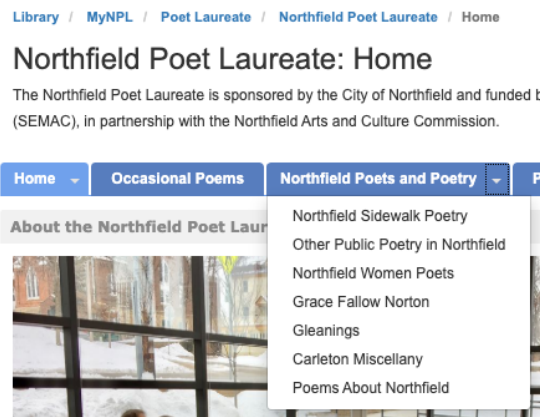 Library / MyNPL / Poet Laureate / Northfield Poet Laureate / Home
Northfield Poet Laureate: Home
The Northfield Poet Laureate is sponsored by the City of Northfield and funded
(SEMAC), in partnership with the Northfield Arts and Culture Commission.
Home Occasional Poems Northfield Poets and Poetry P
About the Northfield Poet Laur
Northfield Sidewalk Poetry
Other Public Poetry in Northfield
Northfield Women Poets
Grace Fallow Norton
Gleanings
Carleton Miscellany
Poems About Northfield